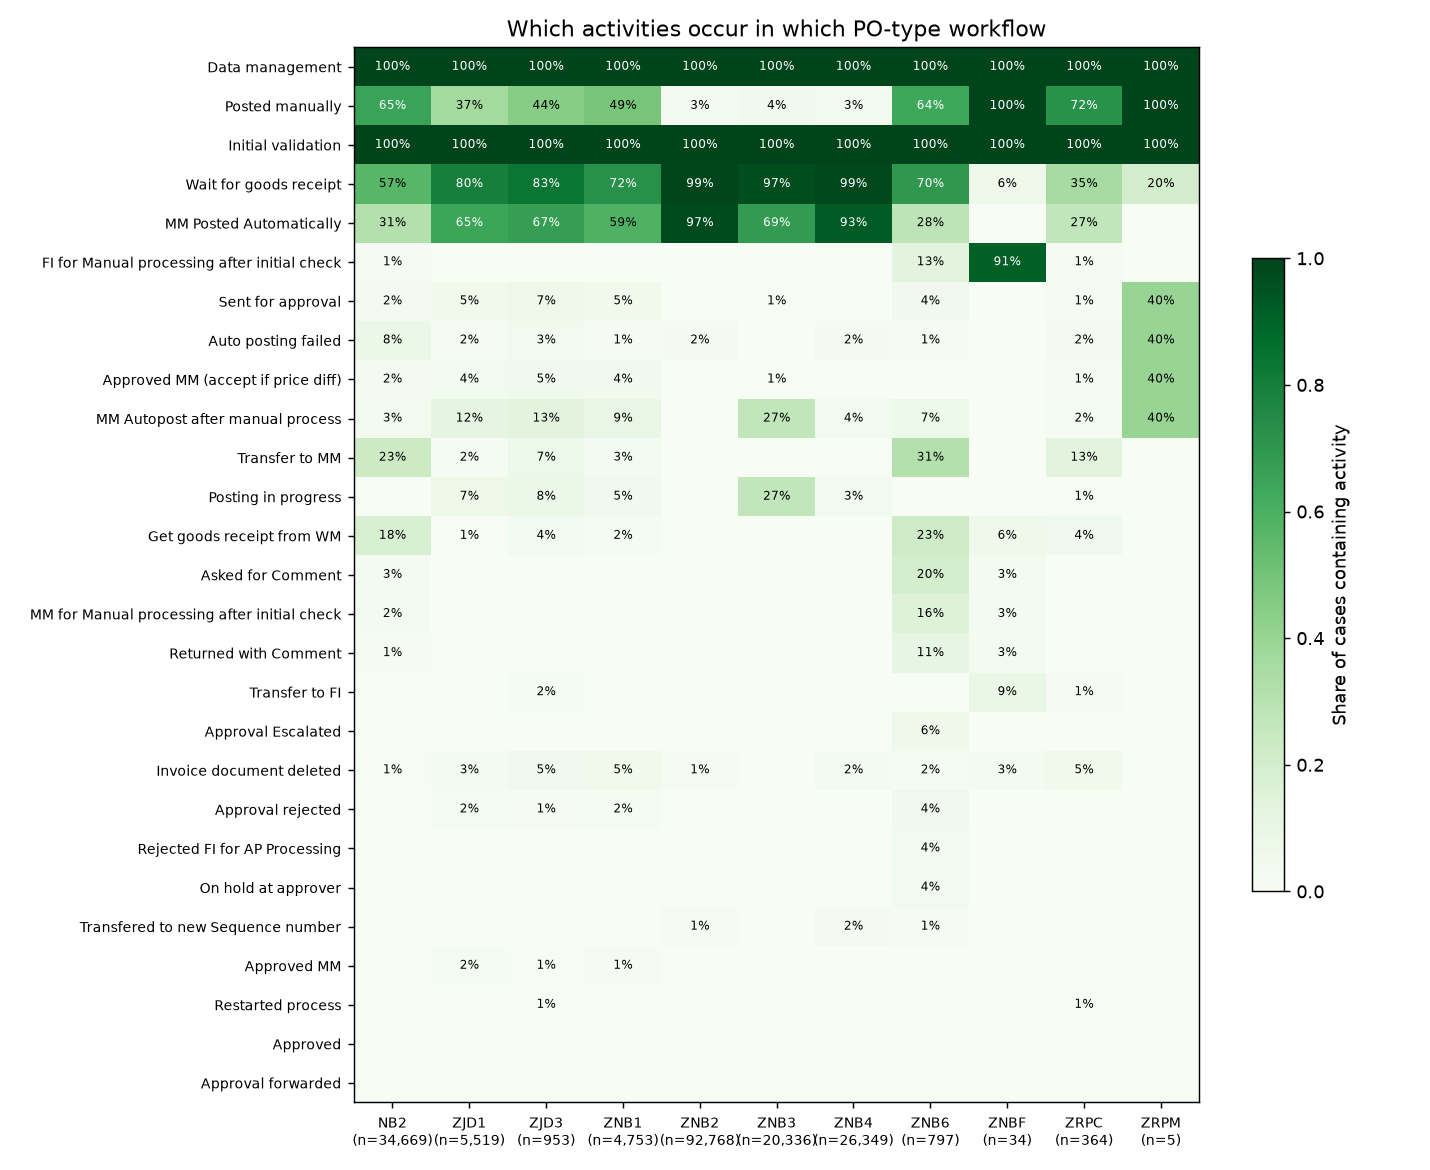 Which activities occur in which PO-type workflow
Data management 100% 100% 100% 100% 100% 100% 100% 100% 100% 100% 100%
Posted manually 65% 37% 44% 49% 3% 4% 3% 64% 100% 72% 100%
Initial validation 100% 100% 100% 100% 100% 100% 100% 100% 100% 100% 100%
Wait for goods receipt 57% 80% 83% 72% 99% 97% 99% 70% 6% 35% 20%
MM Posted Automatically 31% 65% 67% 59% 97% 69% 93% 28% 27%
FI for Manual processing after initial check 1% 13% 91% 1%
Sent for approval 2% 5% 7% 5% 1% 4% 1% 40%
Auto posting failed 8% 2% 3% 1% 2% 2% 1% 2% 40%
Approved MM (accept if price diff) 2% 4% 5% 4% 1% 1% 40%
MM Autopost after manual process 3% 12% 13% 9% 27% 4% 7% 2% 40%
Transfer to MM 23% 2% 7% 3% 31% 13%
Posting in progress 7% 8% 5% 27% 3% 1%
Get goods receipt from WM 18% 1% 4% 2% 23% 6% 4%
Asked for Comment 3% 20% 3%
MM for Manual processing after initial check 2% 16% 3%
Returned with Comment 1% 11% 3%
Transfer to FI 2% 9% 1%
Approval Escalated 6%
Invoice document deleted 1% 3% 5% 5% 1% 2% 2% 3% 5%
Approval rejected 2% 1% 2% 4%
Rejected FI for AP Processing 4%
On hold at approver 4%
Transfered to new Sequence number 1% 2% 1%
Approved MM 2% 1% 1%
Restarted process 1% 1%
Approved
Approval forwarded
NB2 ZJD1 ZJD3 ZNB1 ZNB2 ZNB3 ZNB4 ZNB6 ZNBF ZRPC ZRPM
(n=34,669) (n=5,519) (n=953) (n=4,753) (n=92,768) (n=20,336) (n=26,349) (n=797) (n=34) (n=364) (n=5)
1.0
0.8
0.6
0.4
0.2
0.0
Share of cases containing activity